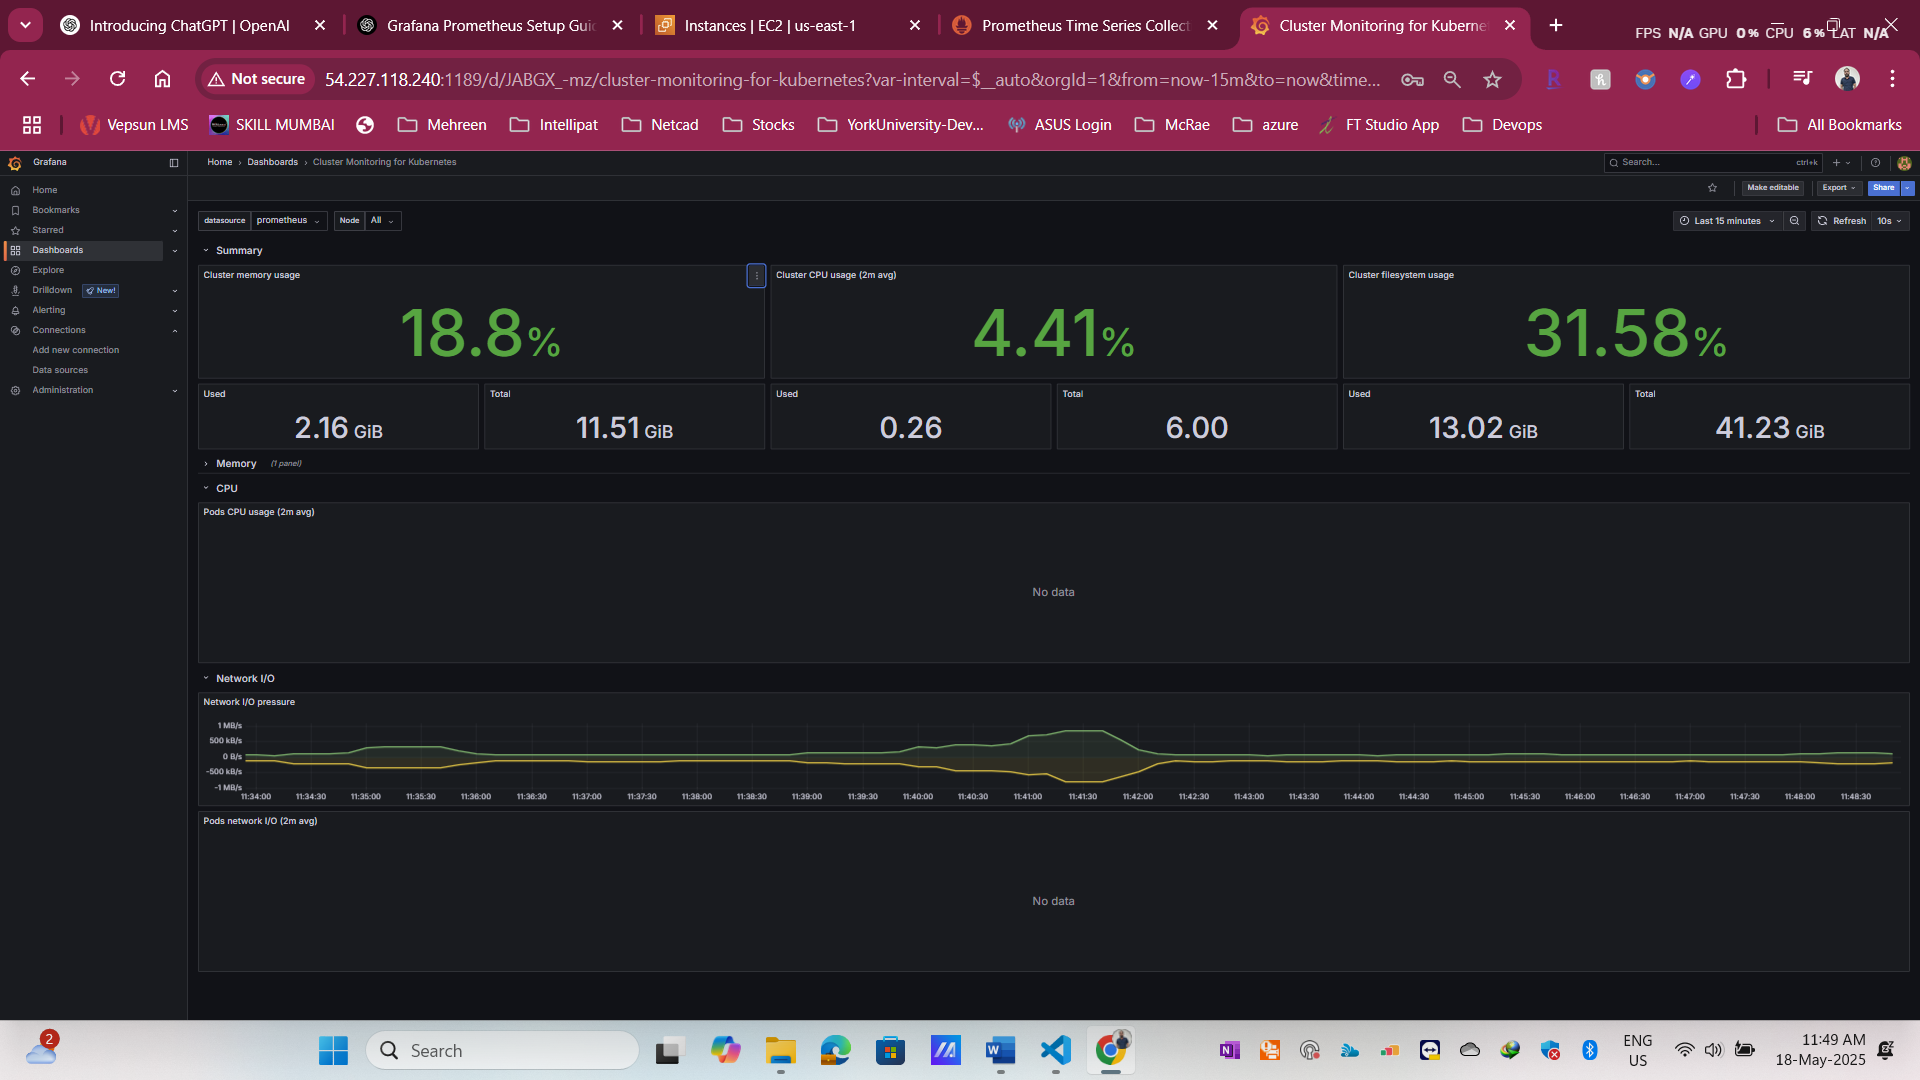 Introducing ChatGPT | OpenAI
Grafana Prometheus Setup Gui
Instances | EC2 | us-east-1
Prometheus Time Series Collect
Cluster Monitoring for Kuberne
FPS N/A GPU 0% CPU 6% LAT N/A
Not secure
54.227.118.240:1189/d/JABGX_-mz/cluster-monitoring-for-kubernetes?var-interval=$__auto&orgId=1&from=now-15m&to=now&time...
Vepsun LMS
SKILL MUMBAI
Mehreen
Intellipat
Netcad
Stocks
YorkUniversity-Dev...
ASUS Login
McRae
azure
FT Studio App
Devops
All Bookmarks
Grafana
Home › Dashboards › Cluster Monitoring for Kubernetes
Search... ctrl+k
Make editable
Export
Share
Home
Bookmarks
Starred
Dashboards
Explore
Drilldown New!
Alerting
Connections
Add new connection
Data sources
Administration
datasource prometheus
Node All
Last 15 minutes
Refresh 10s
Summary
Cluster memory usage
18.8%
Cluster CPU usage (2m avg)
4.41%
Cluster filesystem usage
31.58%
Used
2.16 GiB
Total
11.51 GiB
Used
0.26
Total
6.00
Used
13.02 GiB
Total
41.23 GiB
Memory (1 panel)
CPU
Pods CPU usage (2m avg)
No data
Network I/O
Network I/O pressure
1 MB/s
500 kB/s
0 B/s
-500 kB/s
-1 MB/s
11:34:00 11:34:30 11:35:00 11:35:30 11:36:00 11:36:30 11:37:00 11:37:30 11:38:00 11:38:30 11:39:00 11:39:30 11:40:00 11:40:30 11:41:00 11:41:30 11:42:00 11:42:30 11:43:00 11:43:30 11:44:00 11:44:30 11:45:00 11:45:30 11:46:00 11:46:30 11:47:00 11:47:30 11:48:00 11:48:30
Pods network I/O (2m avg)
No data
2
Search
ENG
US
11:49 AM
18-May-2025